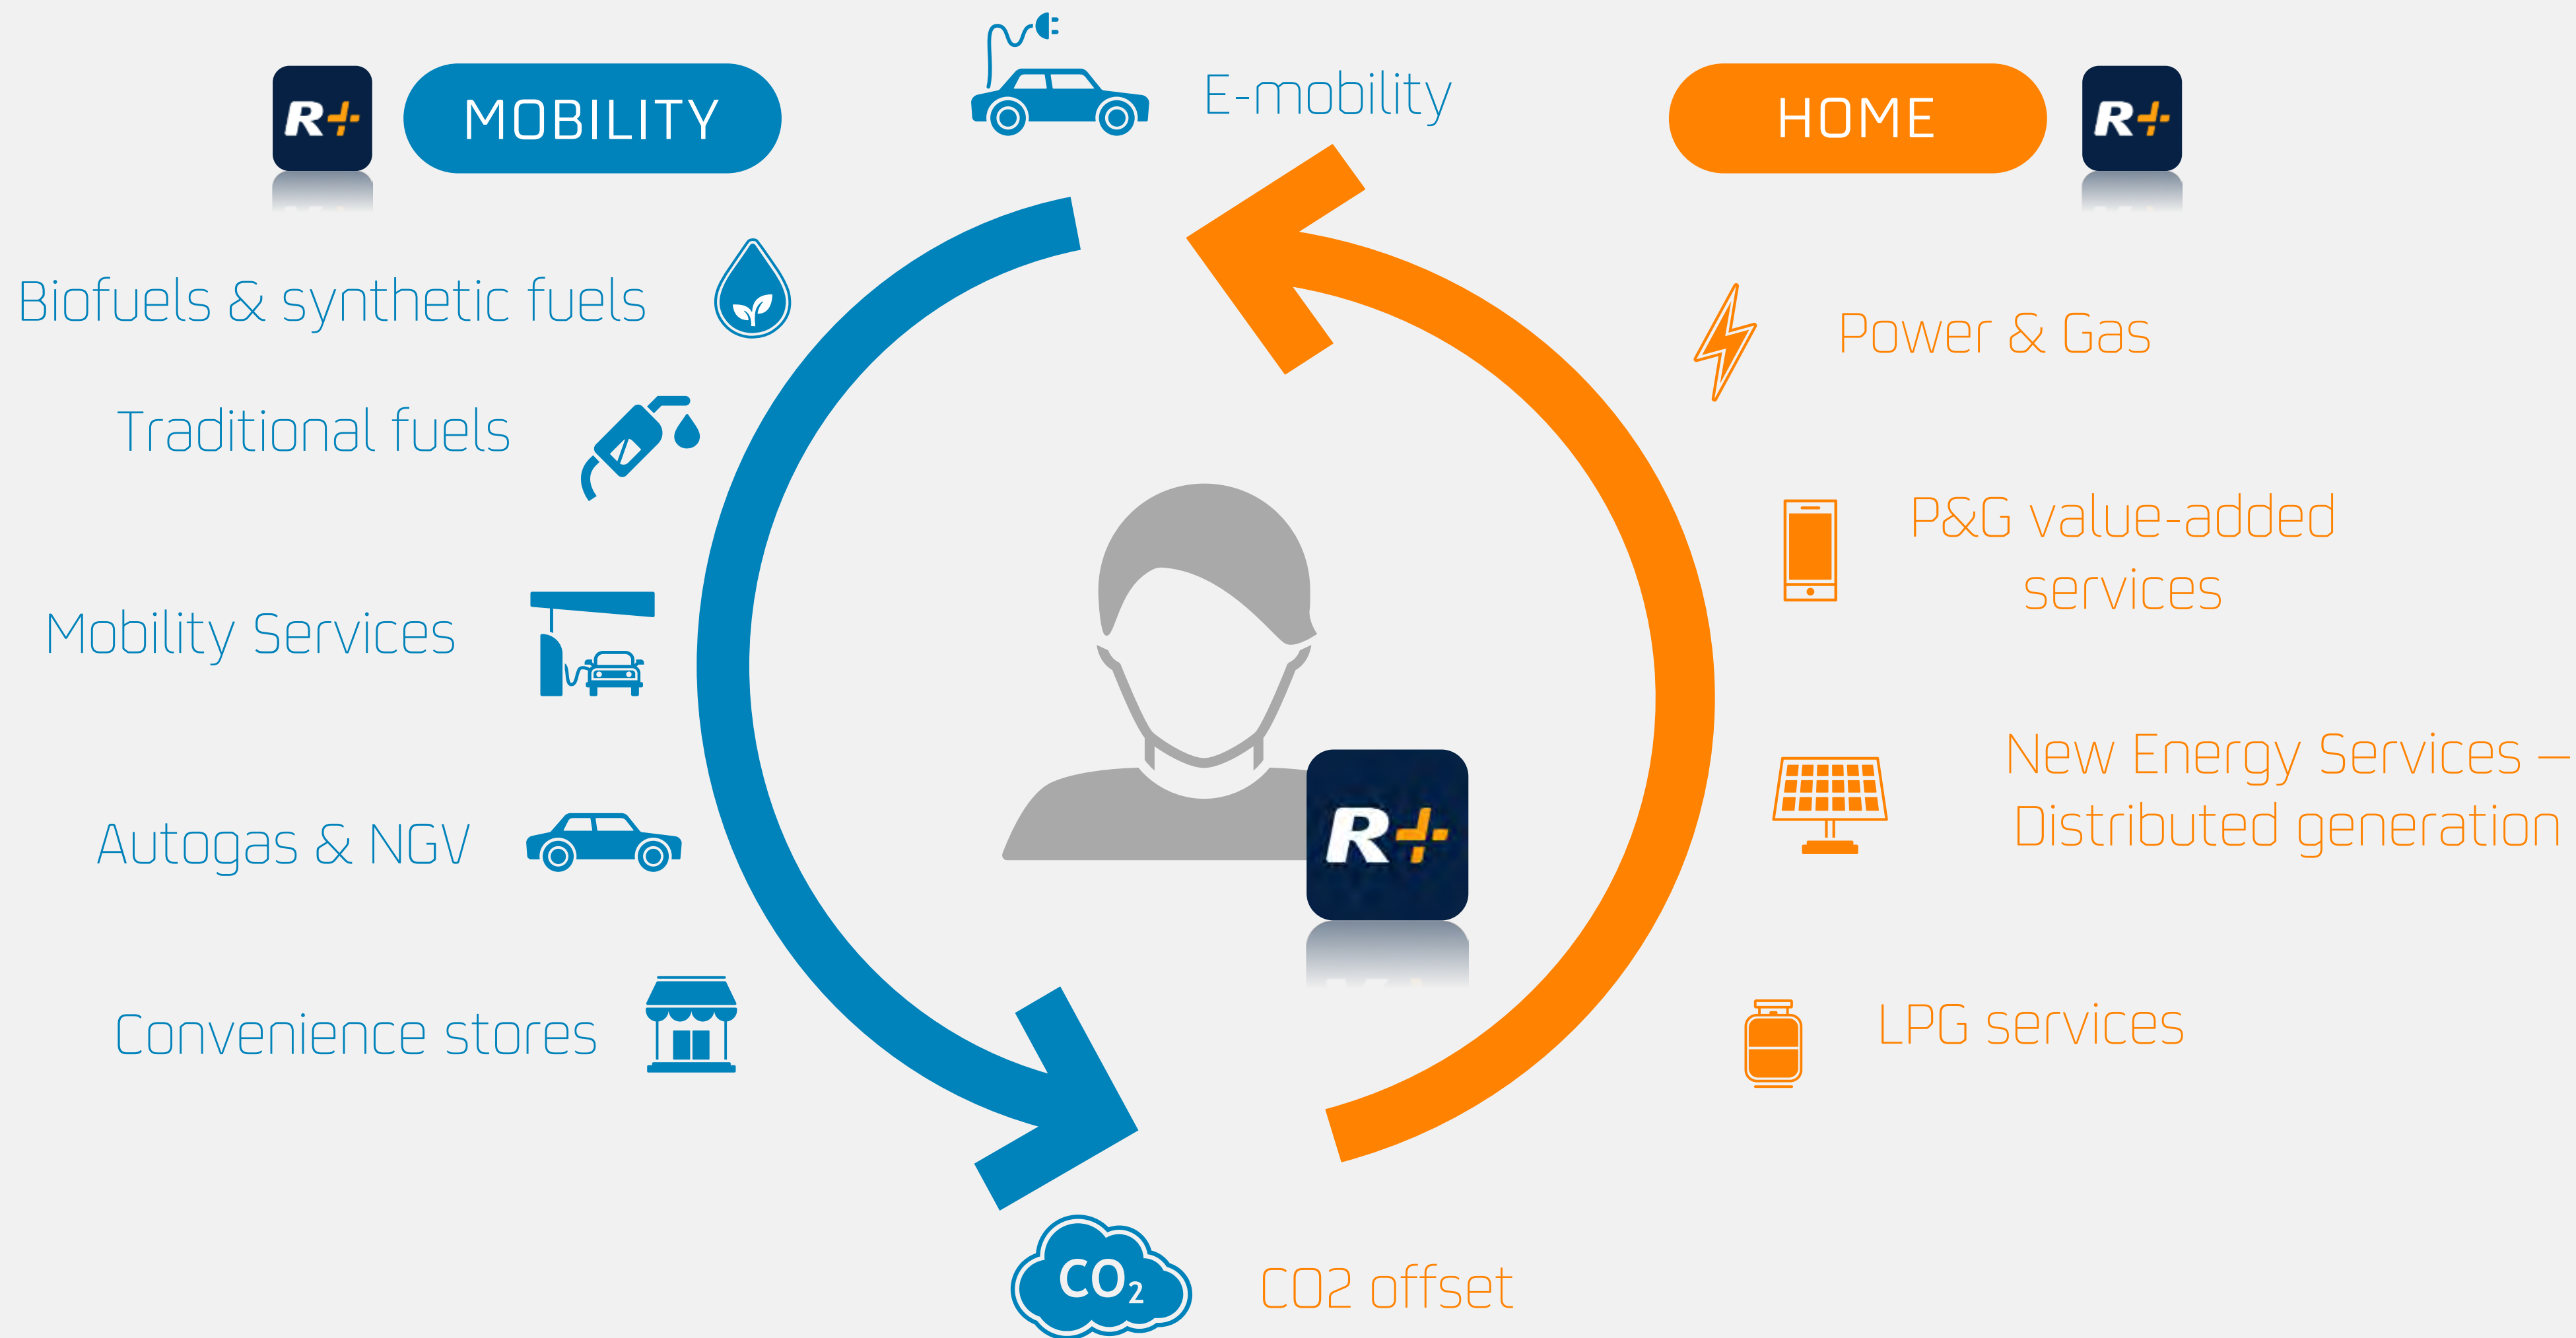 R+
MOBILITY
E-mobility
HOME
R+
Biofuels & synthetic fuels
Traditional fuels
Mobility Services
Autogas & NGV
Convenience stores
Power & Gas
P&G value-added
services
New Energy Services –
Distributed generation
LPG services
R+
CO₂
CO2 offset